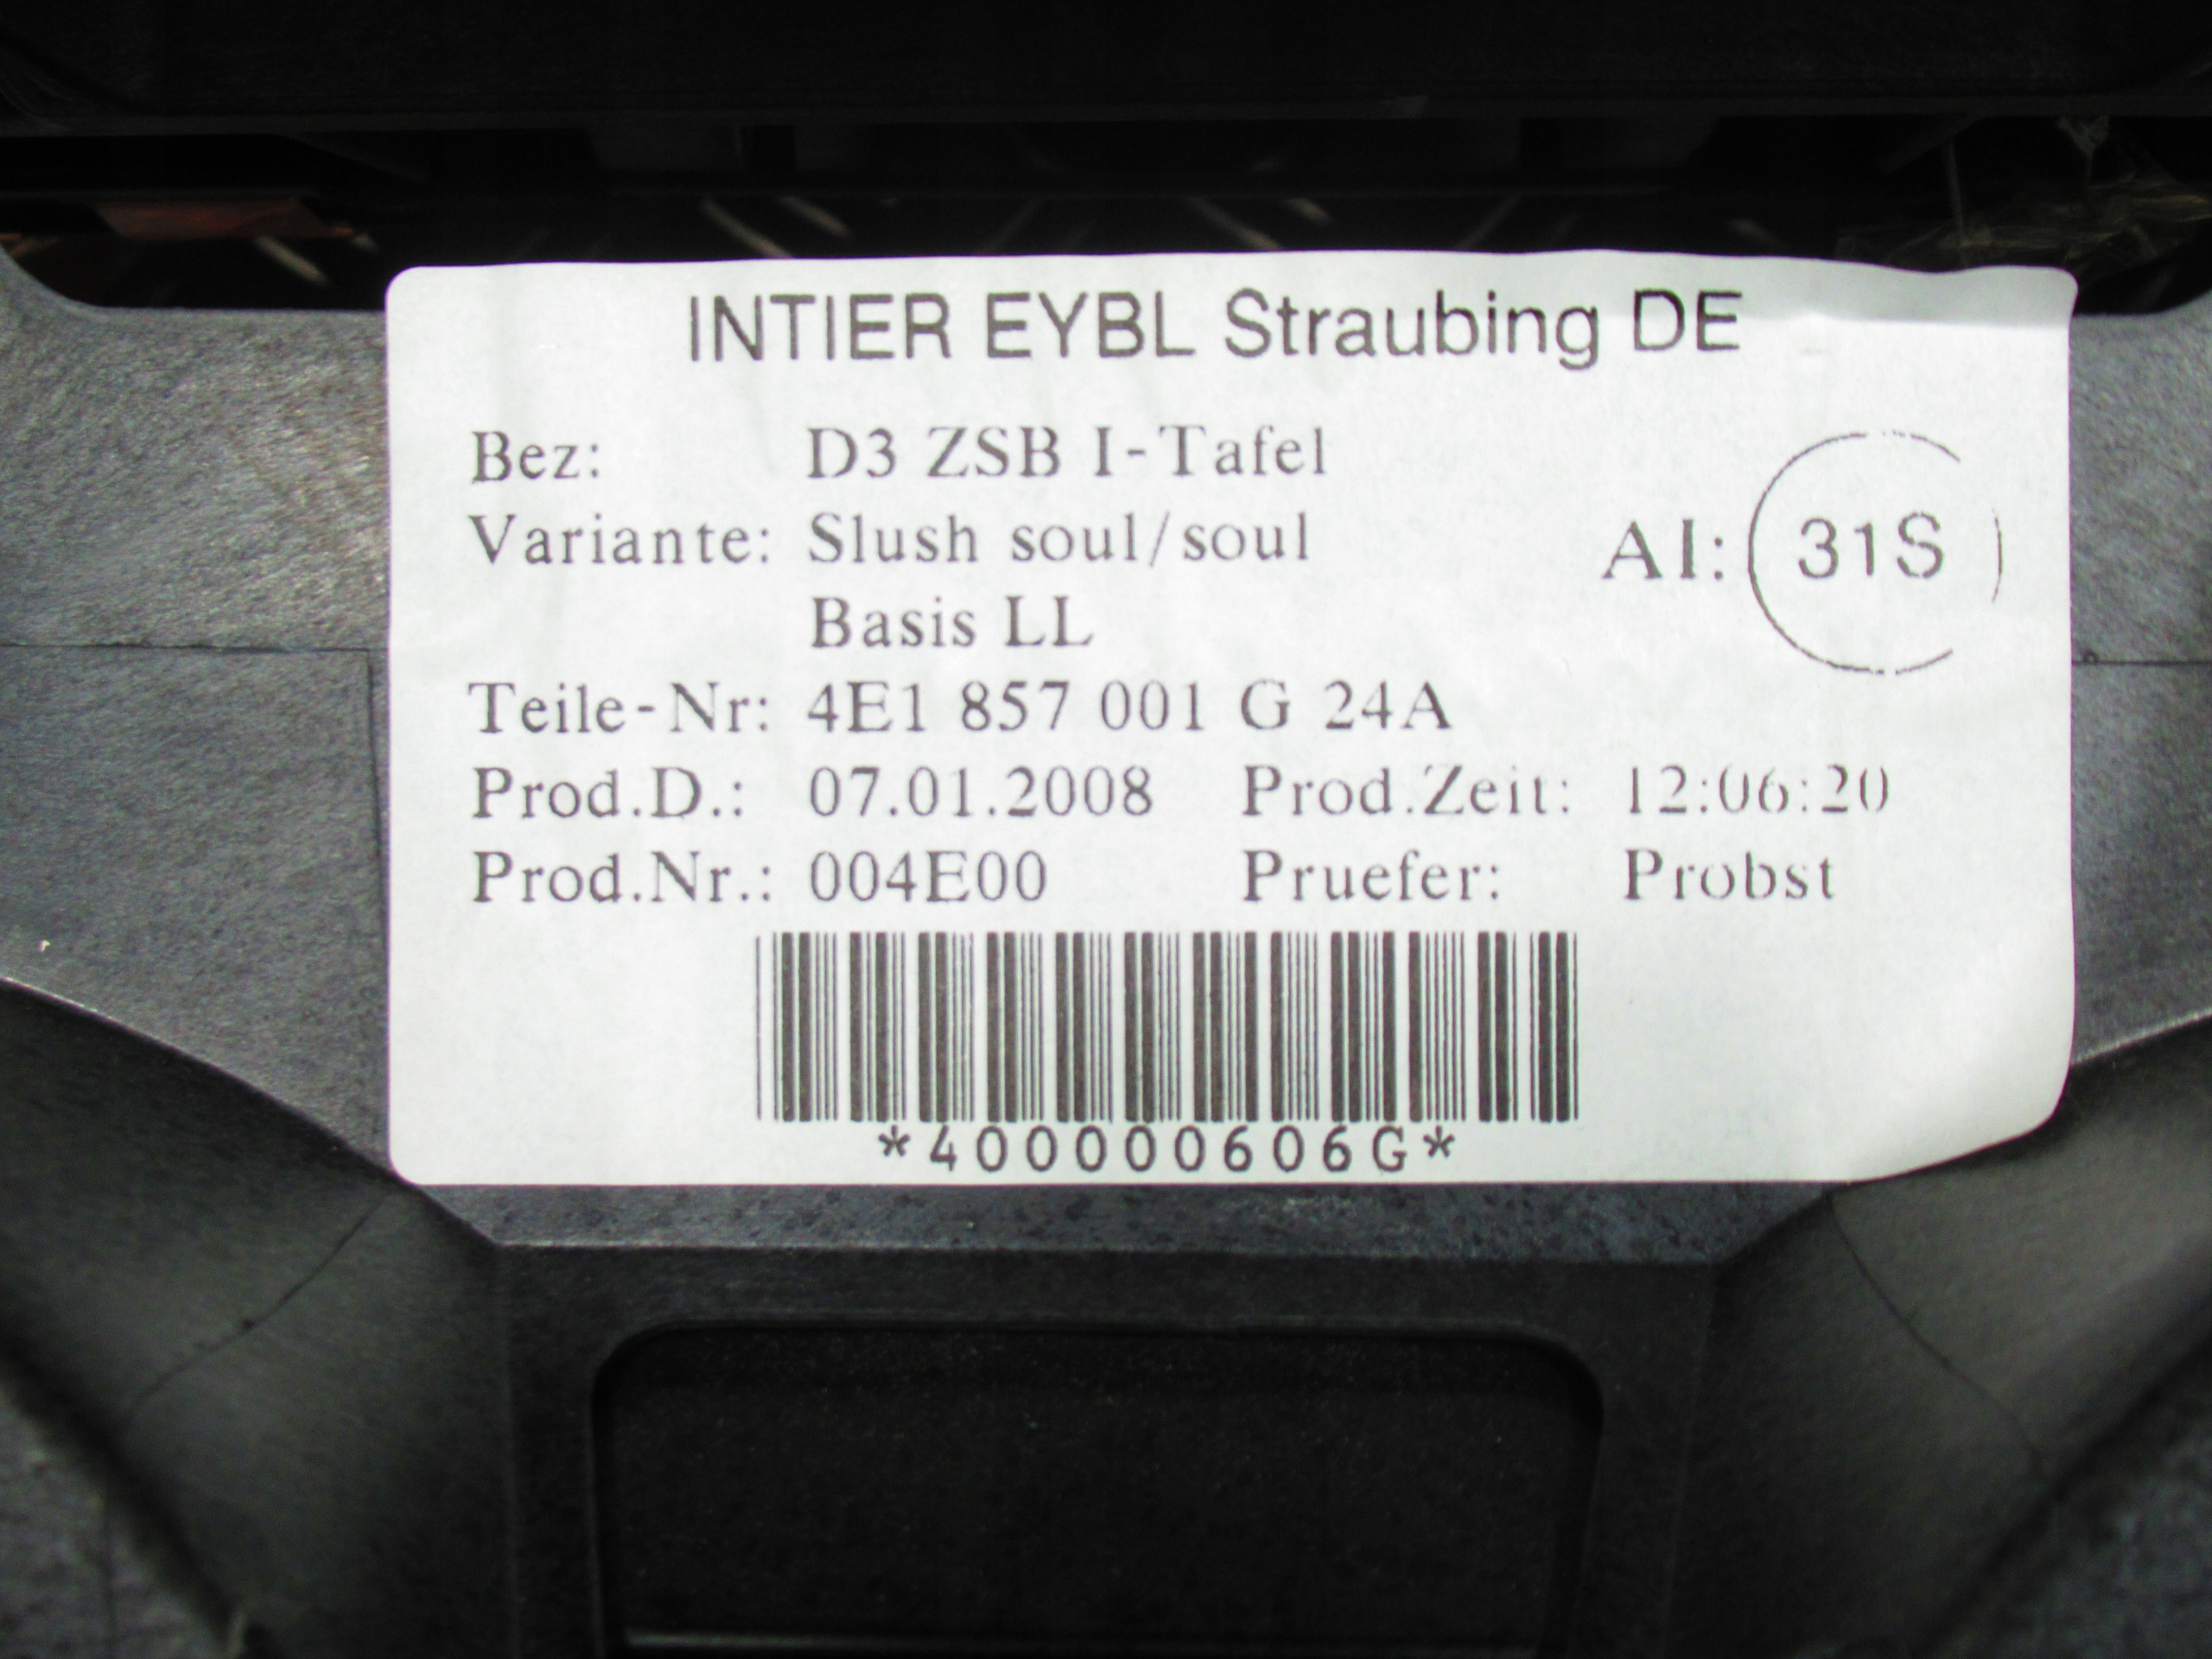 INTIER EYBL Straubing DE
Bez: D3 ZSB I-Tafel
Variante: Slush soul/soul
AI: 31S
Basis LL
Teile-Nr: 4E1 857 001 G 24A
Prod.D.: 07.01.2008 Prod.Zeit: 12:06:20
Prod.Nr.: 004E00 Pruefer: Probst
*400000606G*